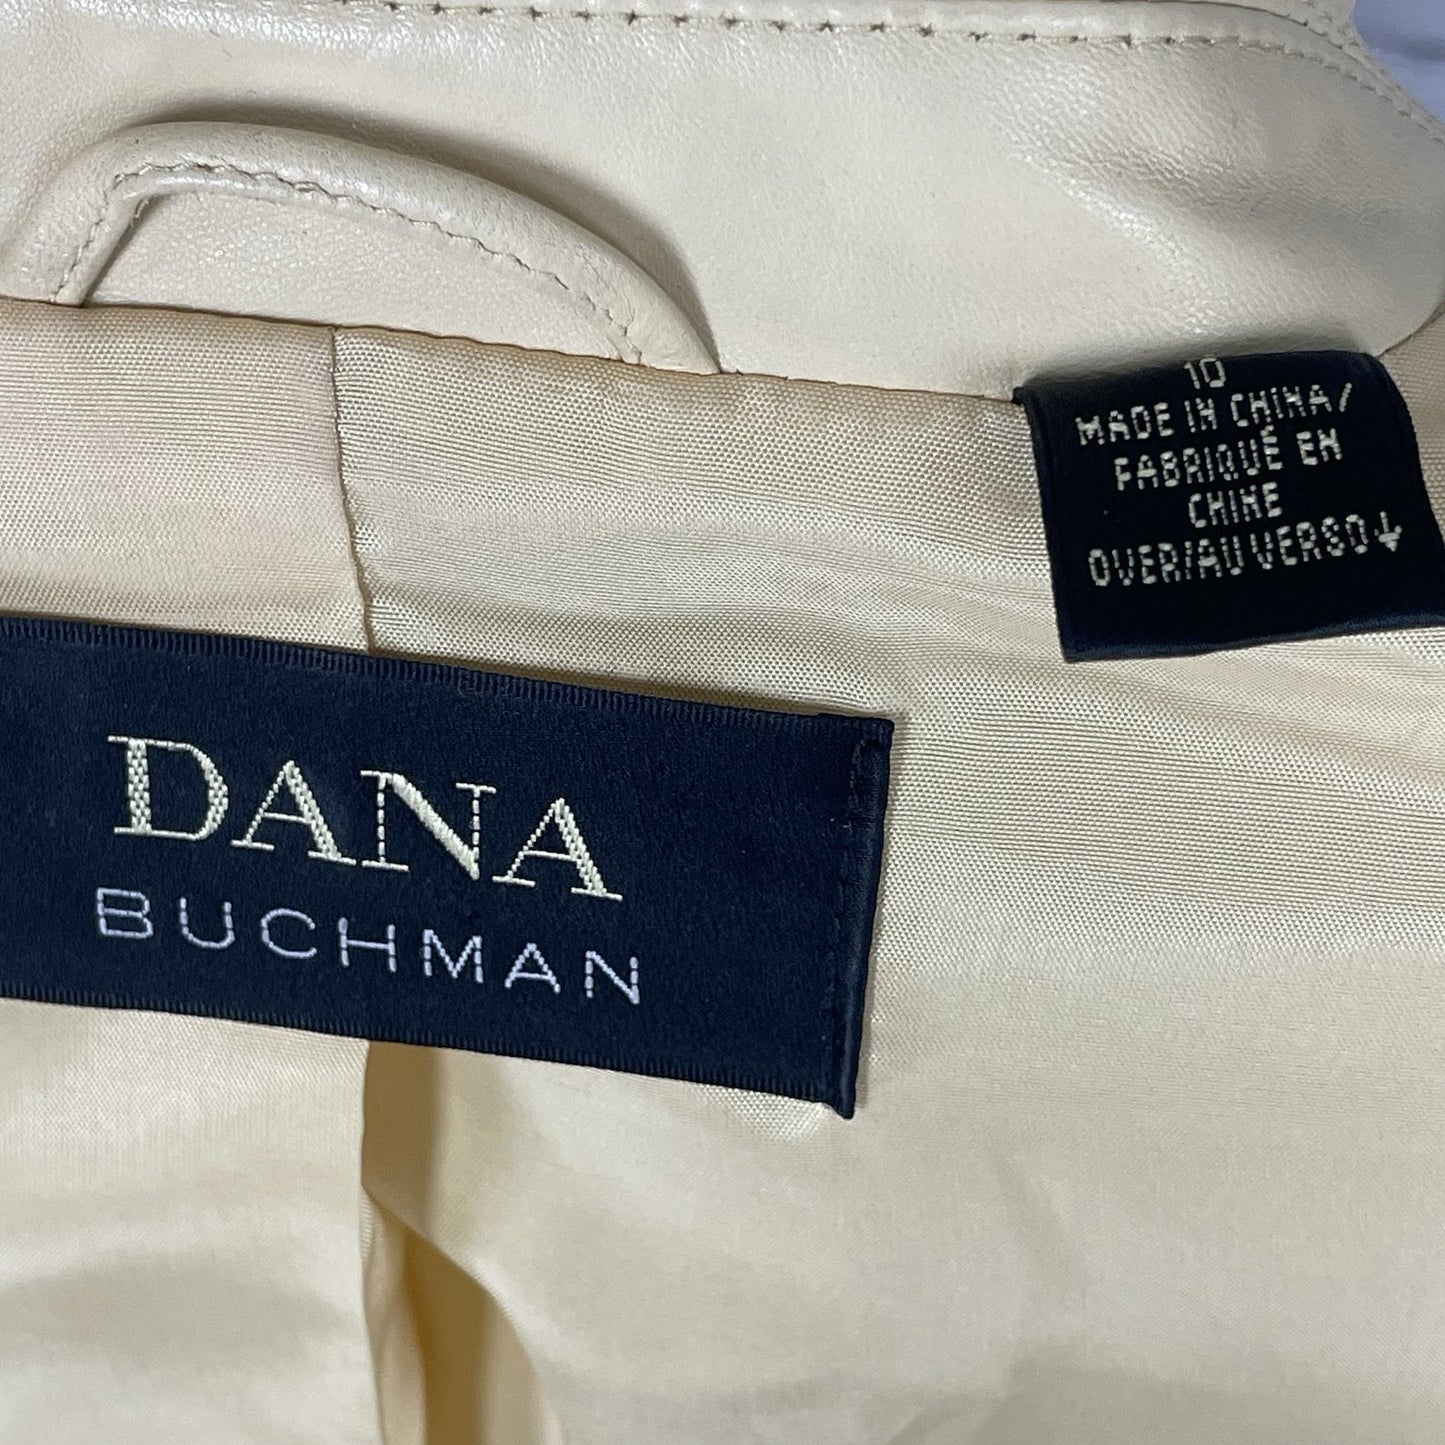 10
MADE IN CHINA/
FABRIQUÉ EN
CHINE
OVER/AU VERSO↓
DANA
BUCHMAN